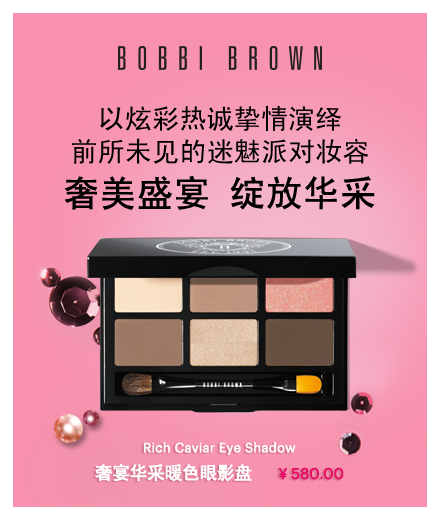 BOBBI BROWN
以炫彩热诚挚情演绎
前所未见的迷魅派对妆容
奢美盛宴 绽放华采
BOBBI BROWN
Rich Caviar Eye Shadow
奢宴华采暖色眼影盘 ￥580.00